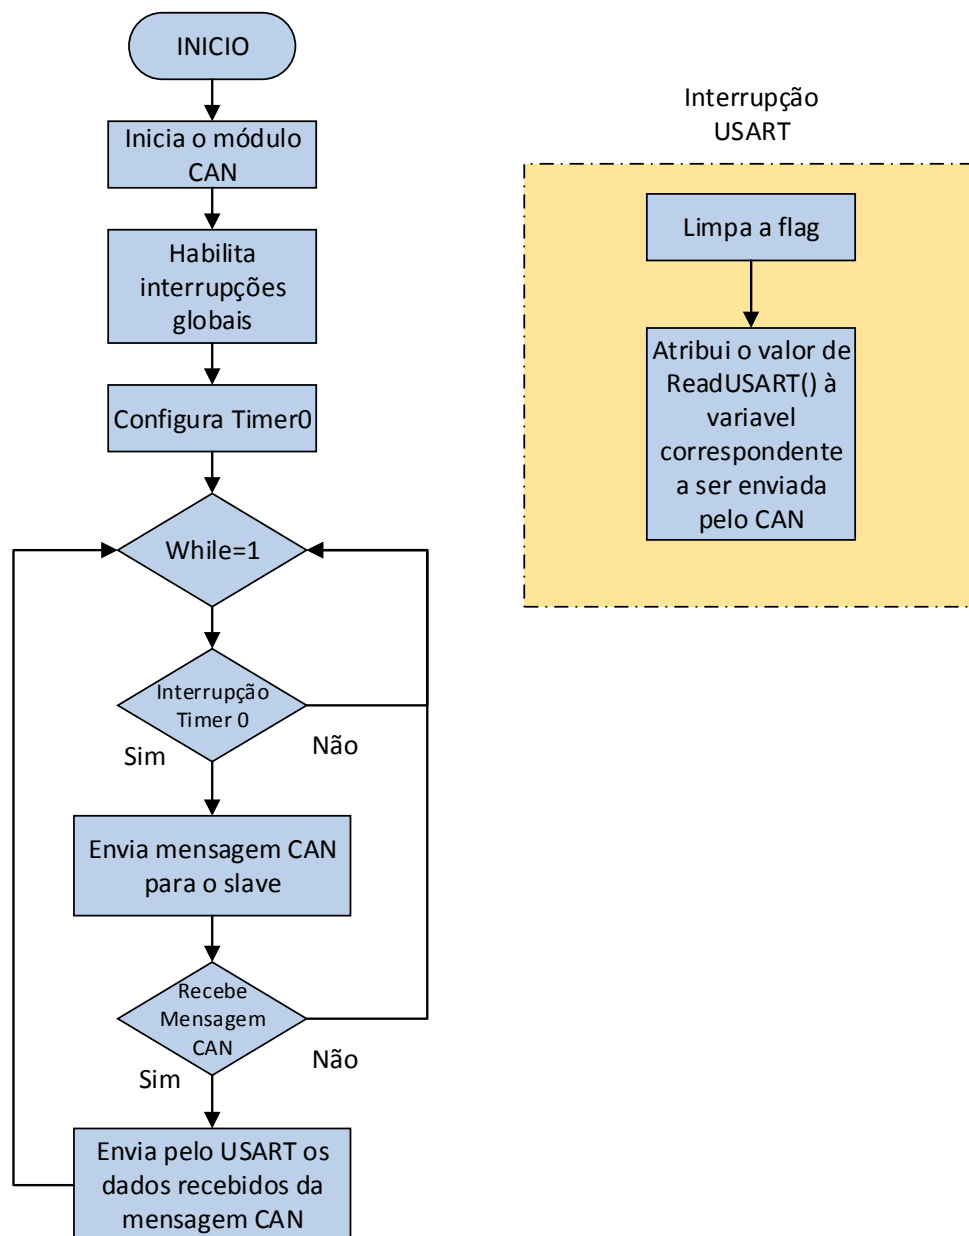 INICIO
Inicia o módulo
CAN
Habilita
interrupções
globais
Configura Timer0
While=1
Interrupção
Timer 0
Sim
Não
Envia mensagem CAN
para o slave
Recebe
Mensagem
CAN
Sim
Não
Envia pelo USART os
dados recebidos da
mensagem CAN
Interrupção
USART
Limpa a flag
Atribui o valor de
ReadUSART() à
variavel
correspondente
a ser enviada
pelo CAN